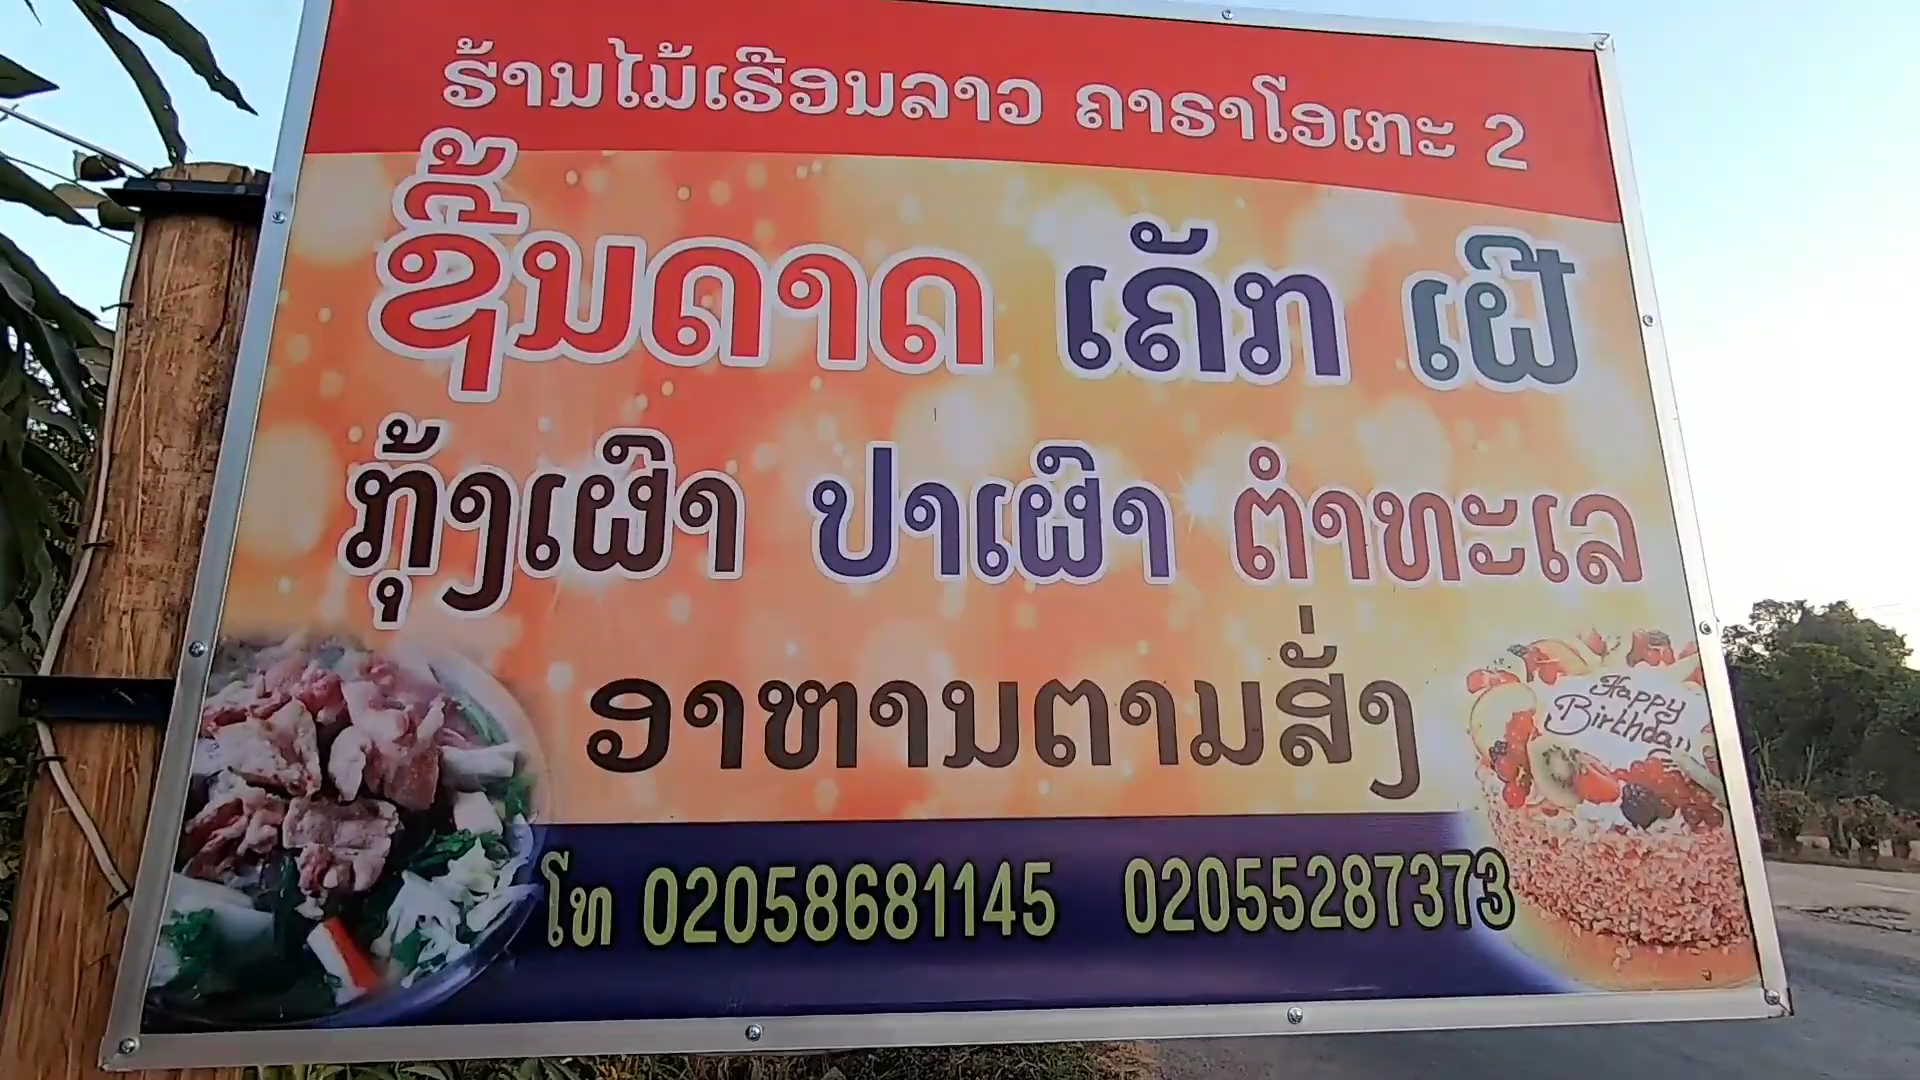 ຮ້ານໄມ້ເຮືອນລາວ ຄາຣາໂອເກະ 2
ຊີ້ນດາດ ເຄັກ ເຝີ
ກຸ້ງເຜົາ ປາເຜົາ ຕໍາທະເລ
ອາຫານຕາມສັ່ງ
ໂທ 02058681145 02055287373
Happy
Birthday